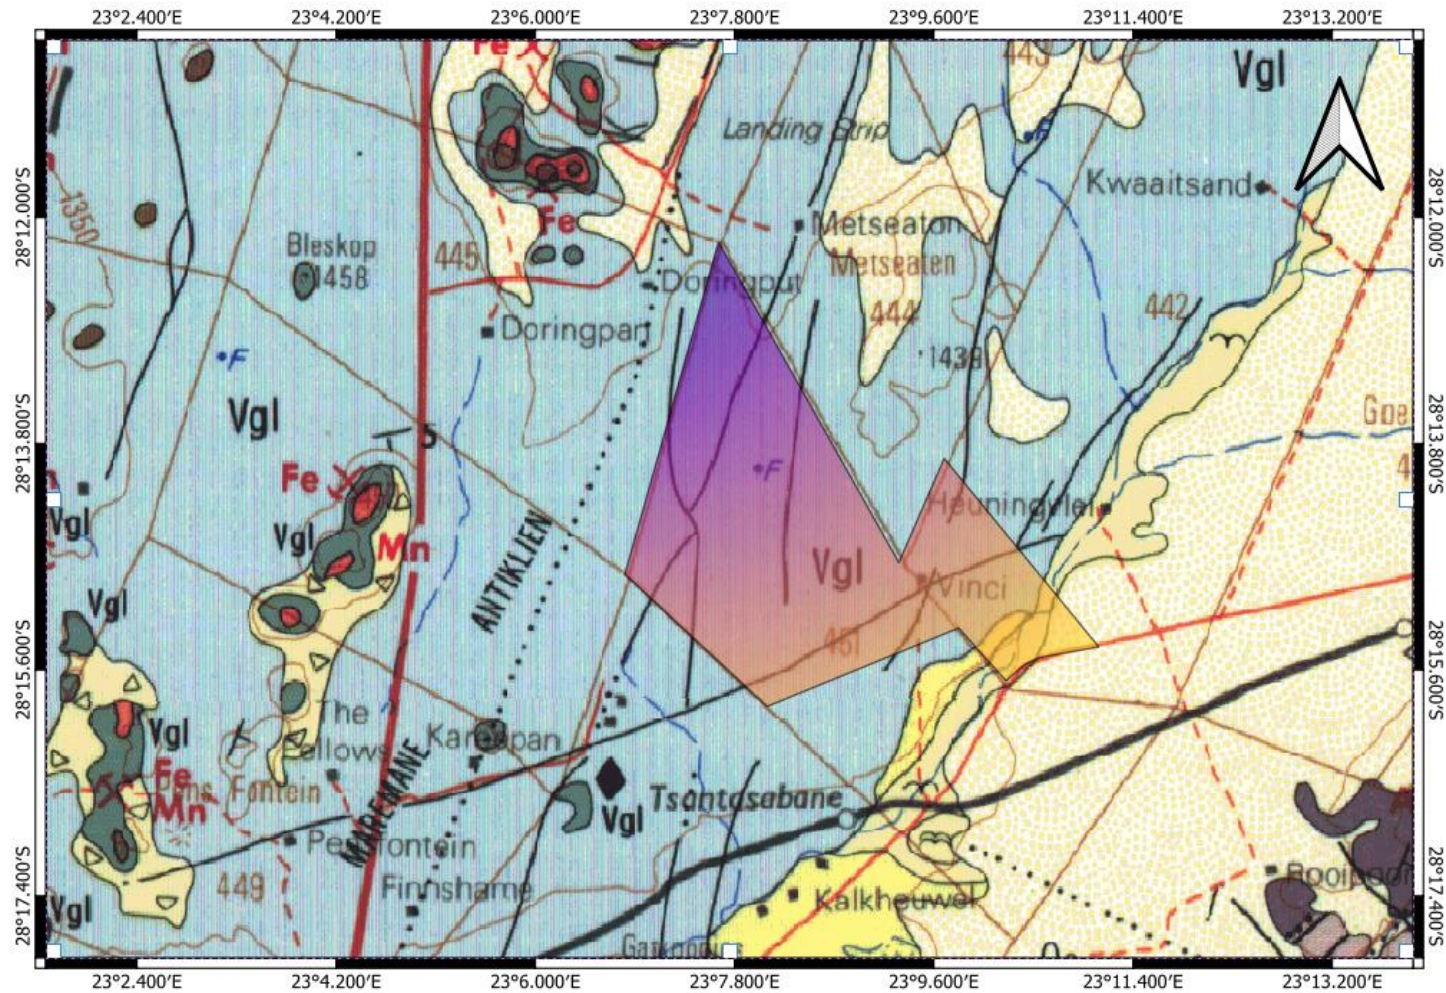 23°2.400'E 23°4.200'E 23°6.000'E 23°7.800'E 23°9.600'E 23°11.400'E 23°13.200'E
Fe
443
Vgl
Landing Strip
F
Kwaaitsand
28°12.000'S
28°12.000'S
1350
Fe
Metseaton
Bleskop
1458
445
Metseaten
Doringput
444
442
Doringpan
1439
F
Vgl
28°13.800'S
28°13.800'S
5
Fe
F
Heuningvlei
Vgl
Vgl
Mn
ANTIKLIEN
Vgl
Vinci
Vgl
461
28°15.600'S
28°15.600'S
The
Vgl
Kareepan
Fe
Mn
Fontein
Tsantasabane
Vgl
MAREMANE
28°17.400'S
28°17.400'S
449
Finnshame
Kalkheuwel
Vgl
23°2.400'E 23°4.200'E 23°6.000'E 23°7.800'E 23°9.600'E 23°11.400'E 23°13.200'E